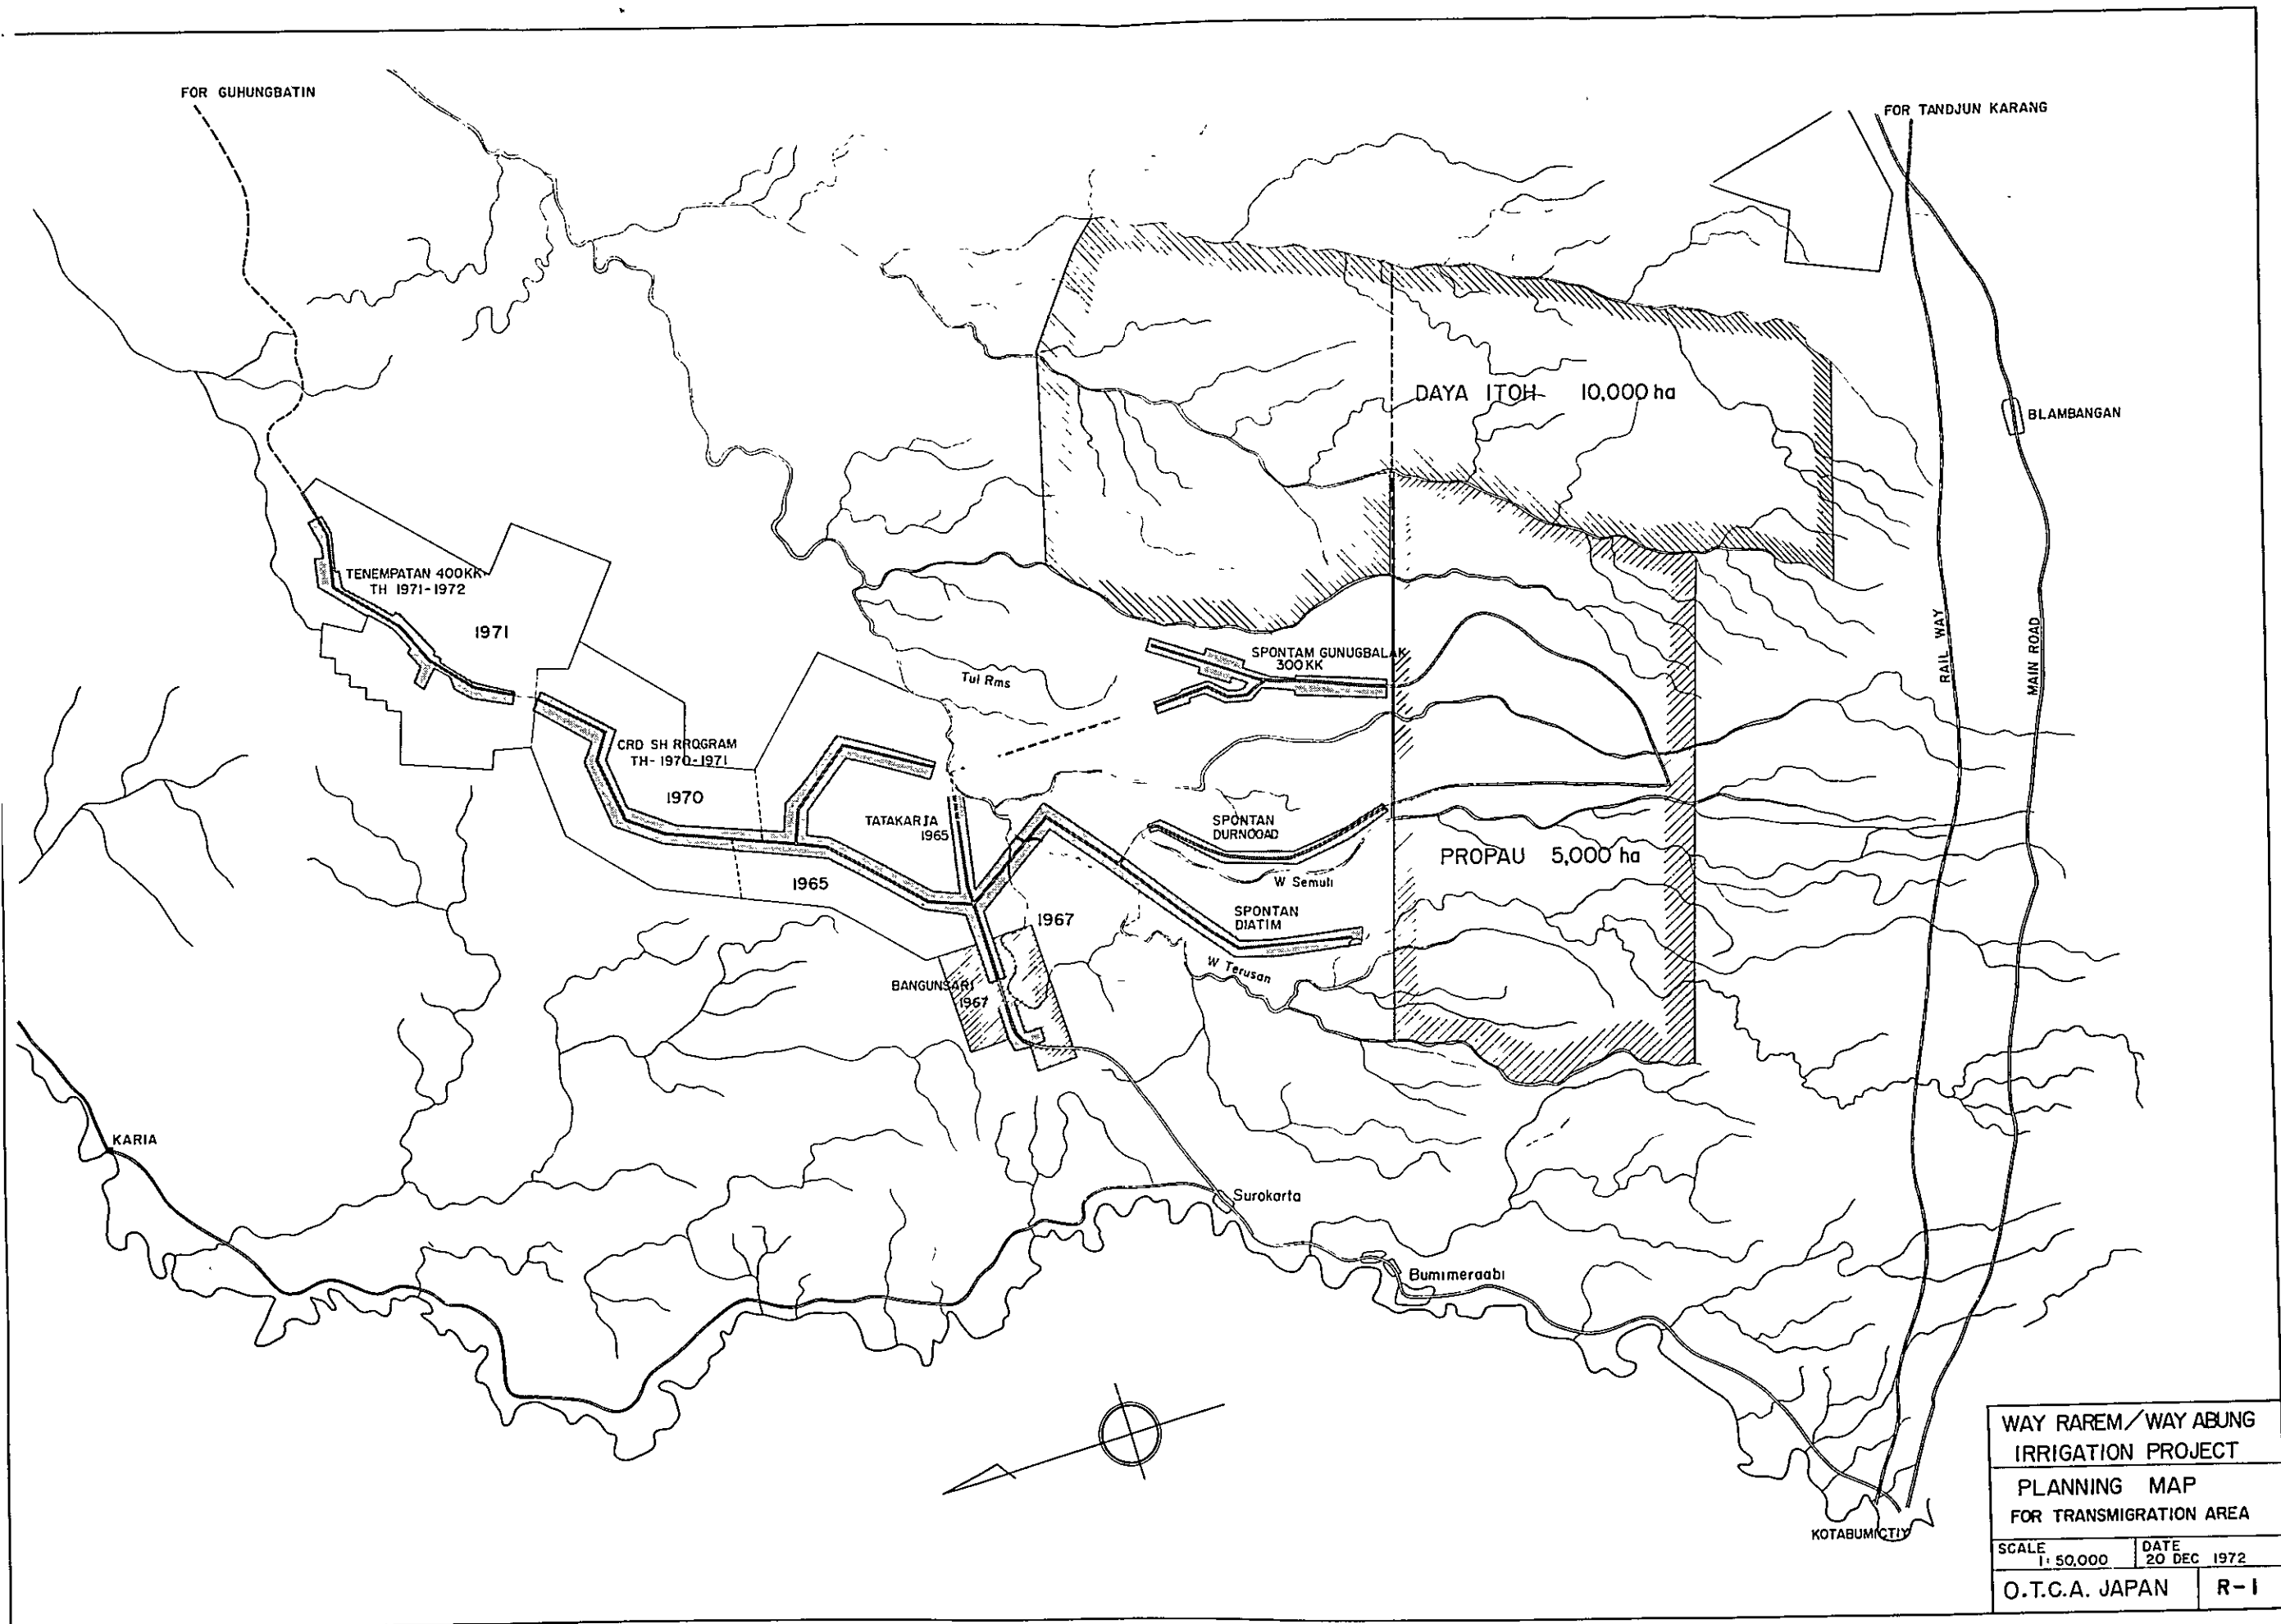 FOR GUHUNGBATIN
FOR TANDJUN KARANG
DAYA ITOH 10,000 ha
BLAMBANGAN
TENEMPATAN 400KK
TH 1971-1972
1971
RAIL WAY
MAIN ROAD
SPONTAM GUNUGBALAK
300KK
Tul Rms
CRD SH RROGRAM
TH-1970-1971
1970
TATAKARJA
1965
SPONTAN
DURNOOAD
PROPAU 5,000 ha
1965
W Semuli
SPONTAN
DIATIM
1967
W Terusan
BANGUNSARI
1967
KARIA
Surokarta
Bumimeraabi
KOTABUMICTIY
WAY RAREM/WAY ABUNG
IRRIGATION PROJECT
PLANNING MAP
FOR TRANSMIGRATION AREA
SCALE
1:50,000
DATE
20 DEC 1972
O.T.C.A. JAPAN
R-1